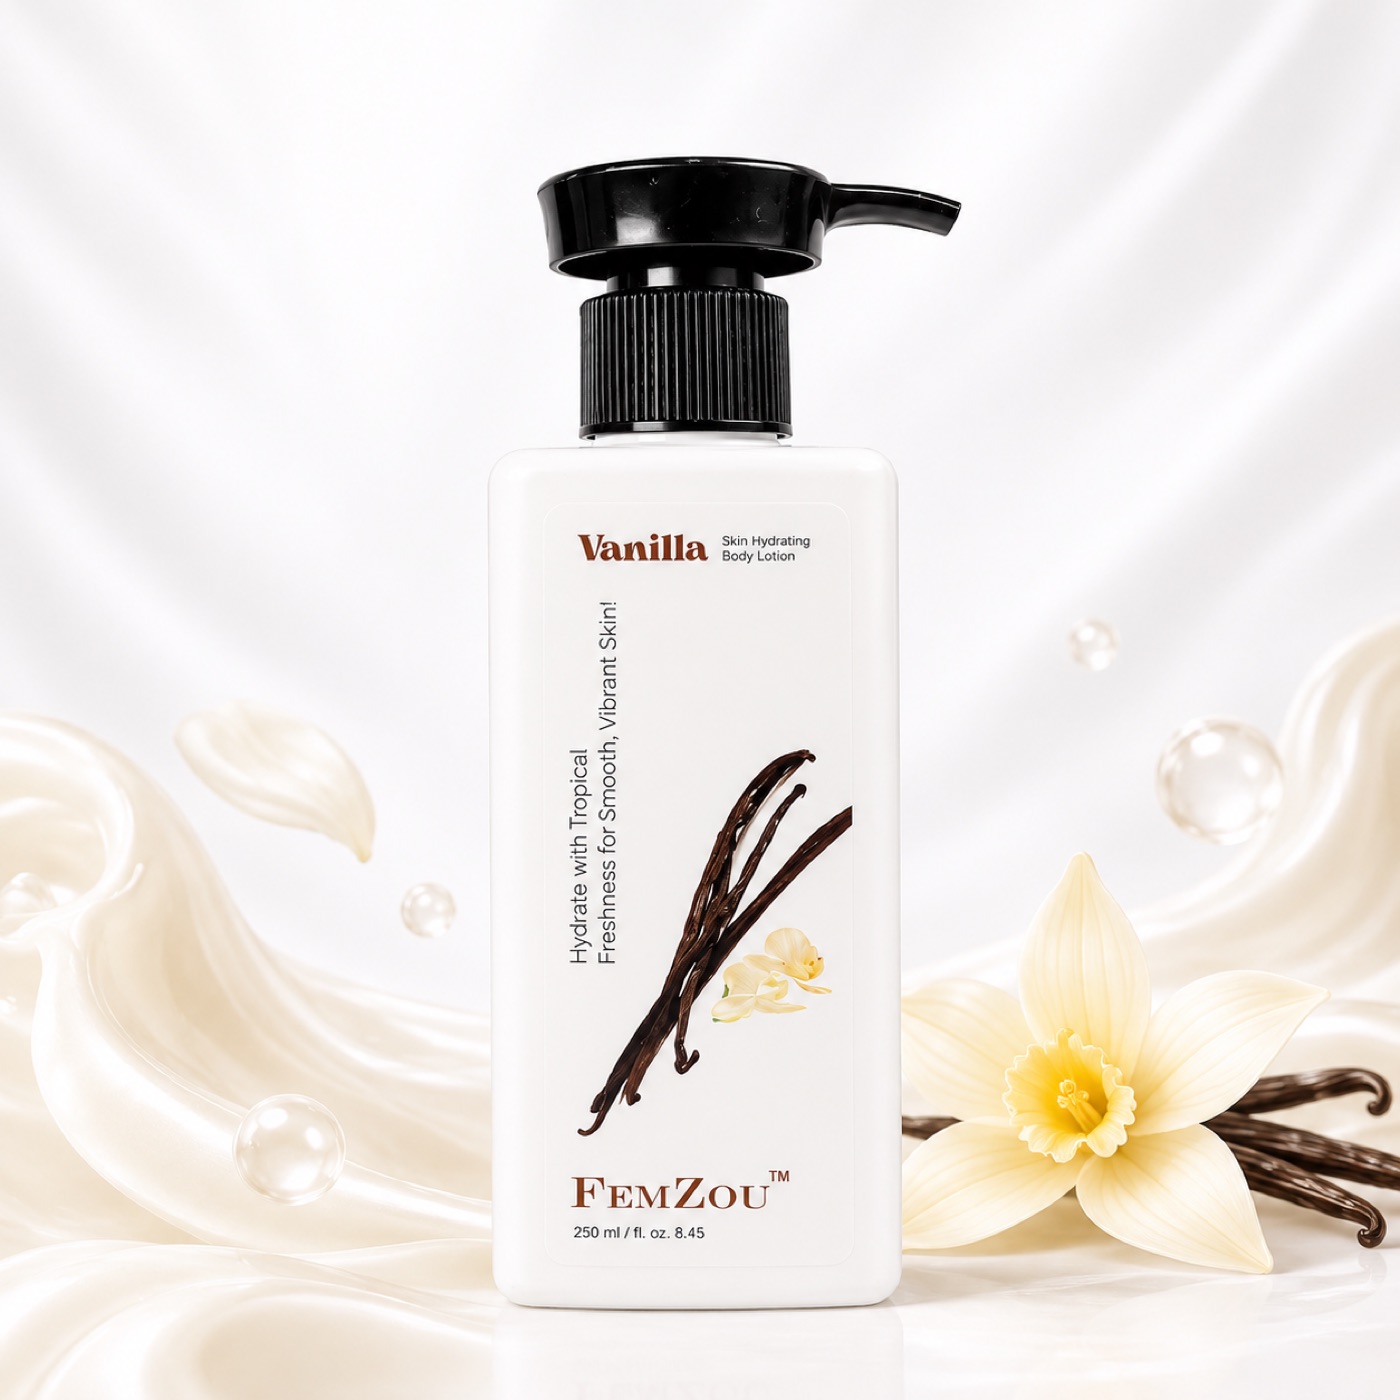 Vanilla
Skin Hydrating
Body Lotion
Hydrate with Tropical
Freshness for Smooth, Vibrant Skin!
FEMZOU™
250 ml / fl. oz. 8.45